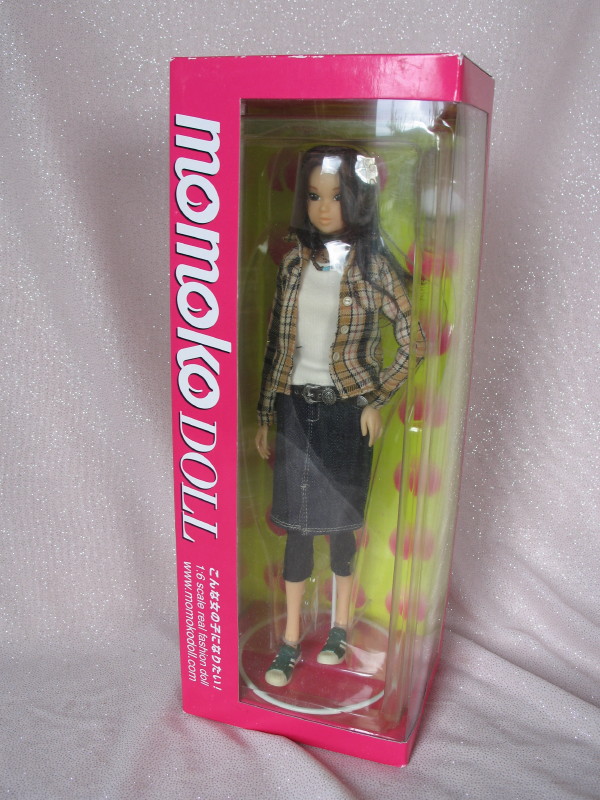 momoko DOLL
こんな女の子になりたい!
1:6 scale real fashion doll
www.momokodoll.com